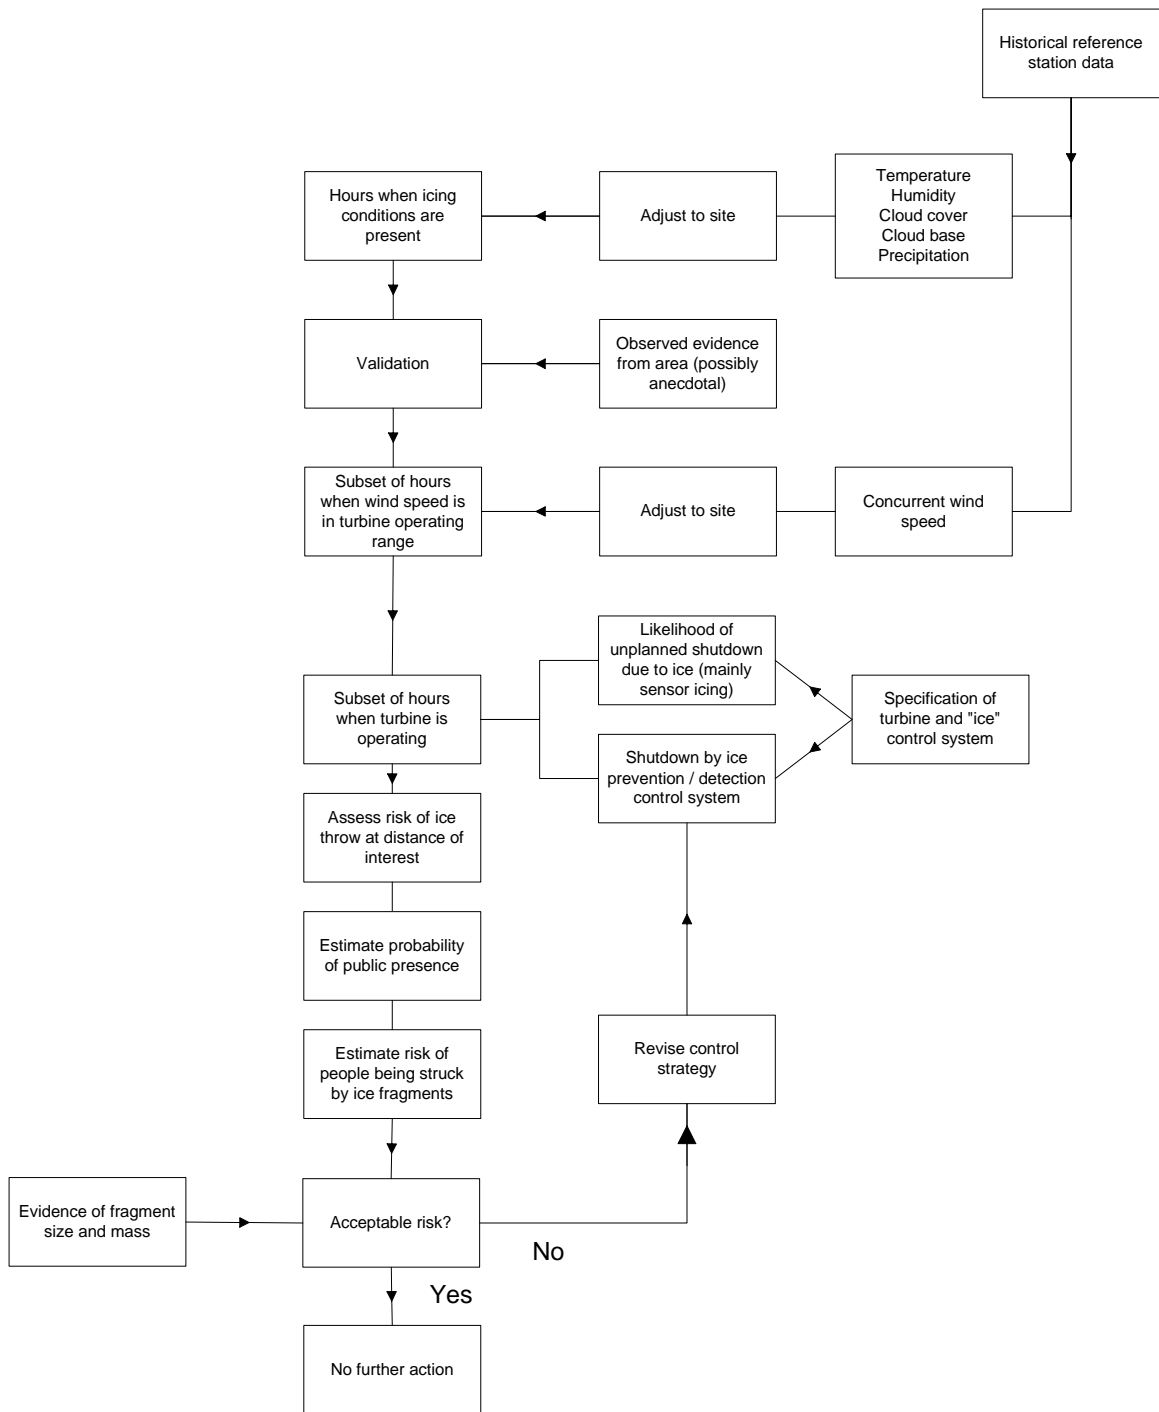 Historical reference
station data
Hours when icing
conditions are
present
Adjust to site
Temperature
Humidity
Cloud cover
Cloud base
Precipitation
Validation
Observed evidence
from area (possibly
anecdotal)
Subset of hours
when wind speed is
in turbine operating
range
Adjust to site
Concurrent wind
speed
Likelihood of
unplanned shutdown
due to ice (mainly
sensor icing)
Subset of hours
when turbine is
operating
Specification of
turbine and "ice"
control system
Shutdown by ice
prevention / detection
control system
Assess risk of ice
throw at distance of
interest
Estimate probability
of public presence
Estimate risk of
people being struck
by ice fragments
Revise control
strategy
Evidence of fragment
size and mass
Acceptable risk?
No
Yes
No further action